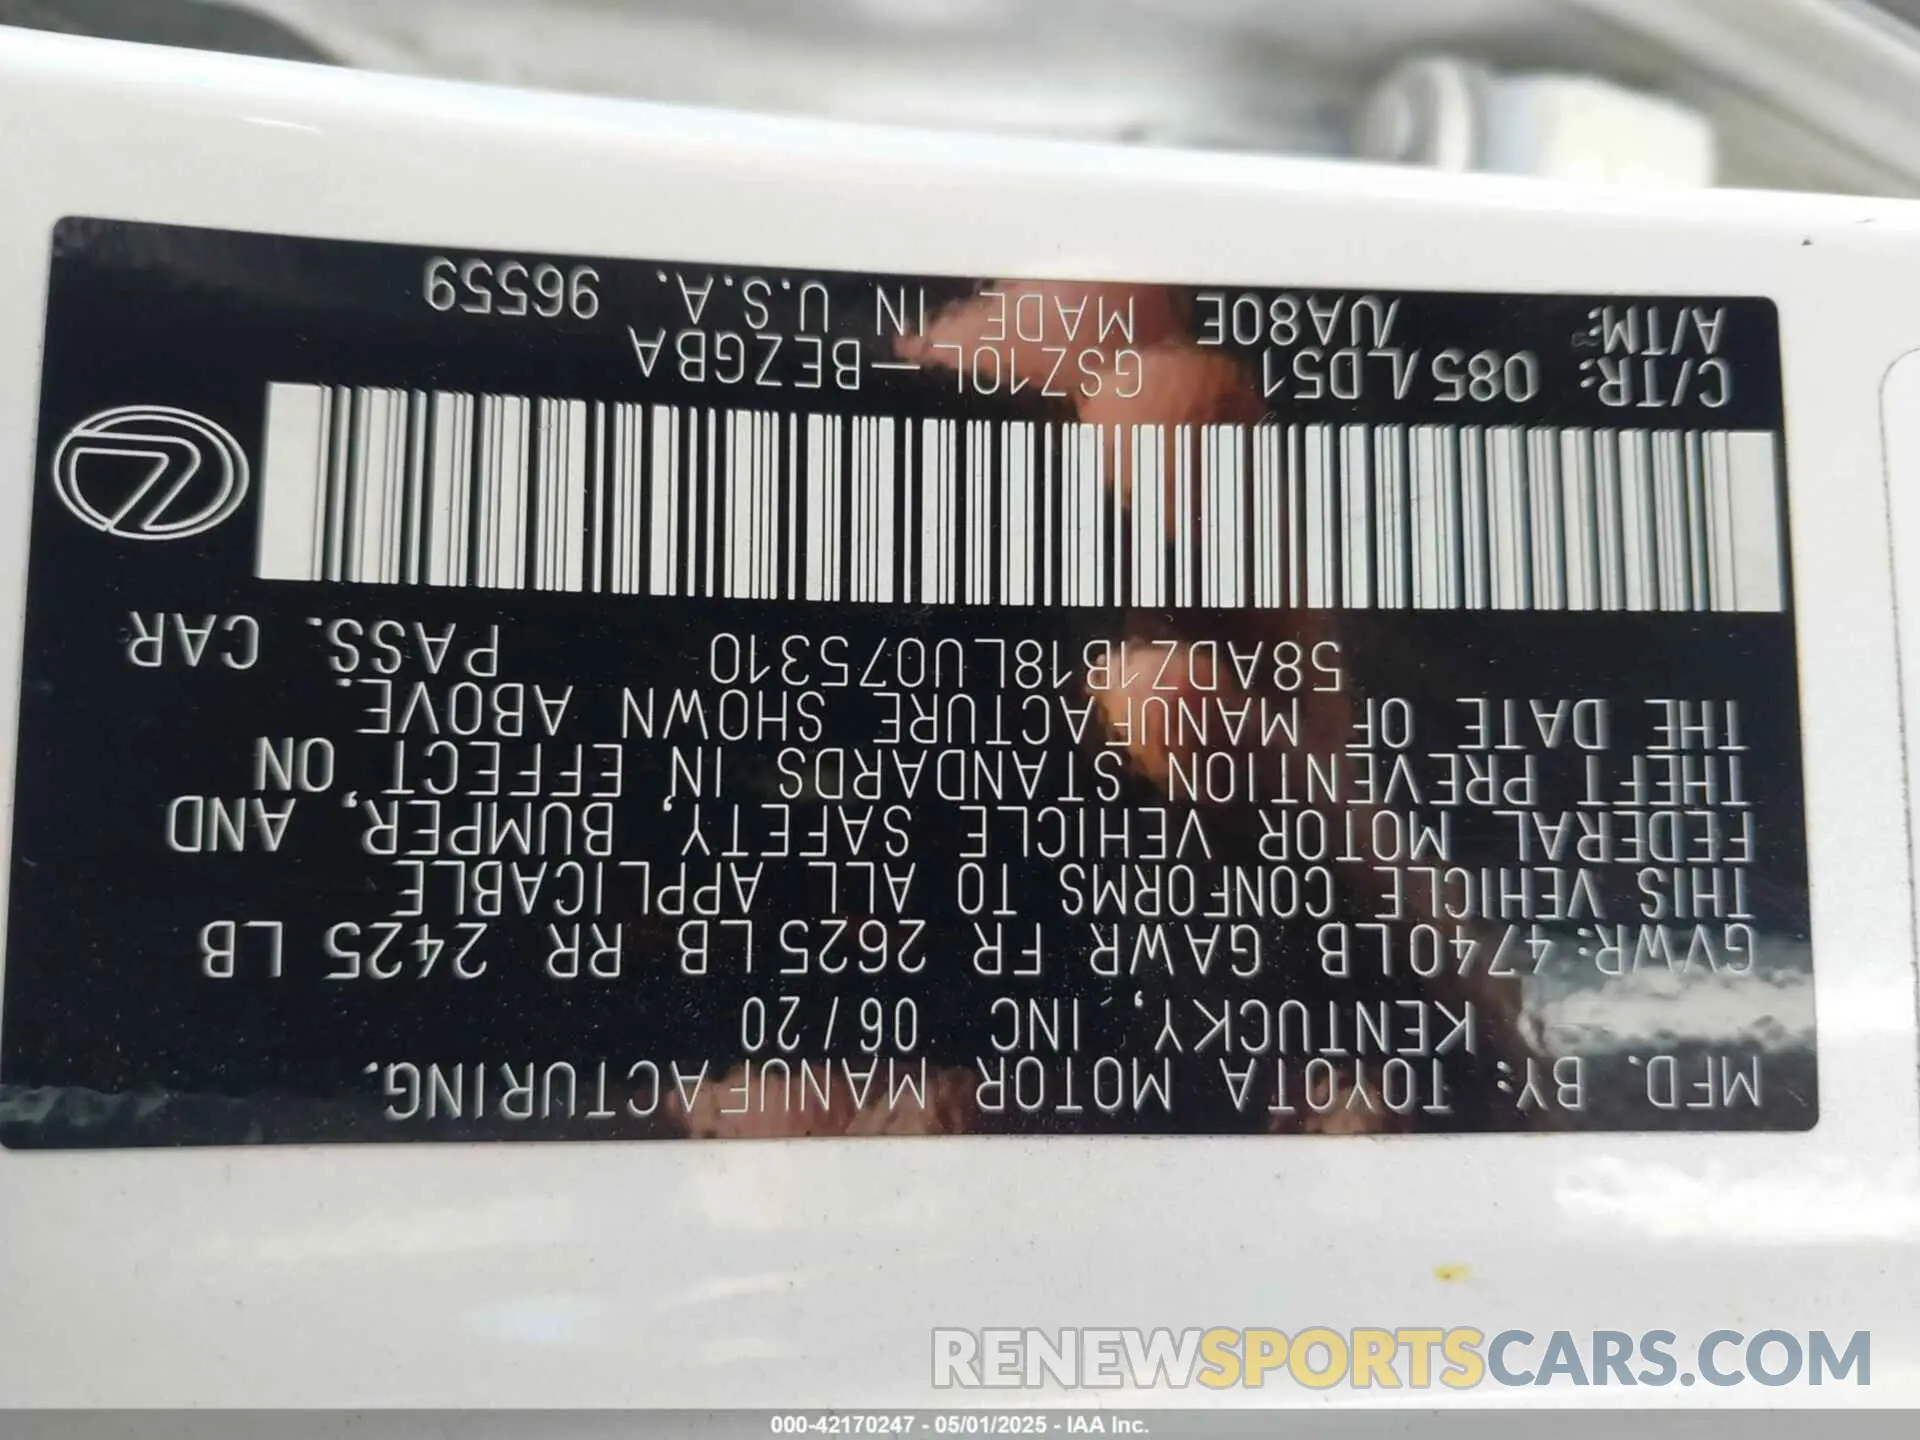 MFD. BY: TOYOTA MOTOR MANUFACTURING.
KENTUCKY, INC 06/20
GVWR: 4740LB GAWR FR 2625LB RR 2425LB
THIS VEHICLE CONFORMS TO ALL APPLICABLE
FEDERAL MOTOR VEHICLE SAFETY, BUMPER, AND
THEFT PREVENTION STANDARDS IN EFFECT ON
THE DATE OF MANUFACTURE SHOWN ABOVE.
58ADZ1B18LU075310 PASS. CAR
C/TR: 085/LD51 GSZ10L-BEZGBA
A/TM: /UA80E MADE IN U.S.A. 96559
RENEWSPORTSCARS.COM
000-42170247 - 05/01/2025 - IAA Inc.